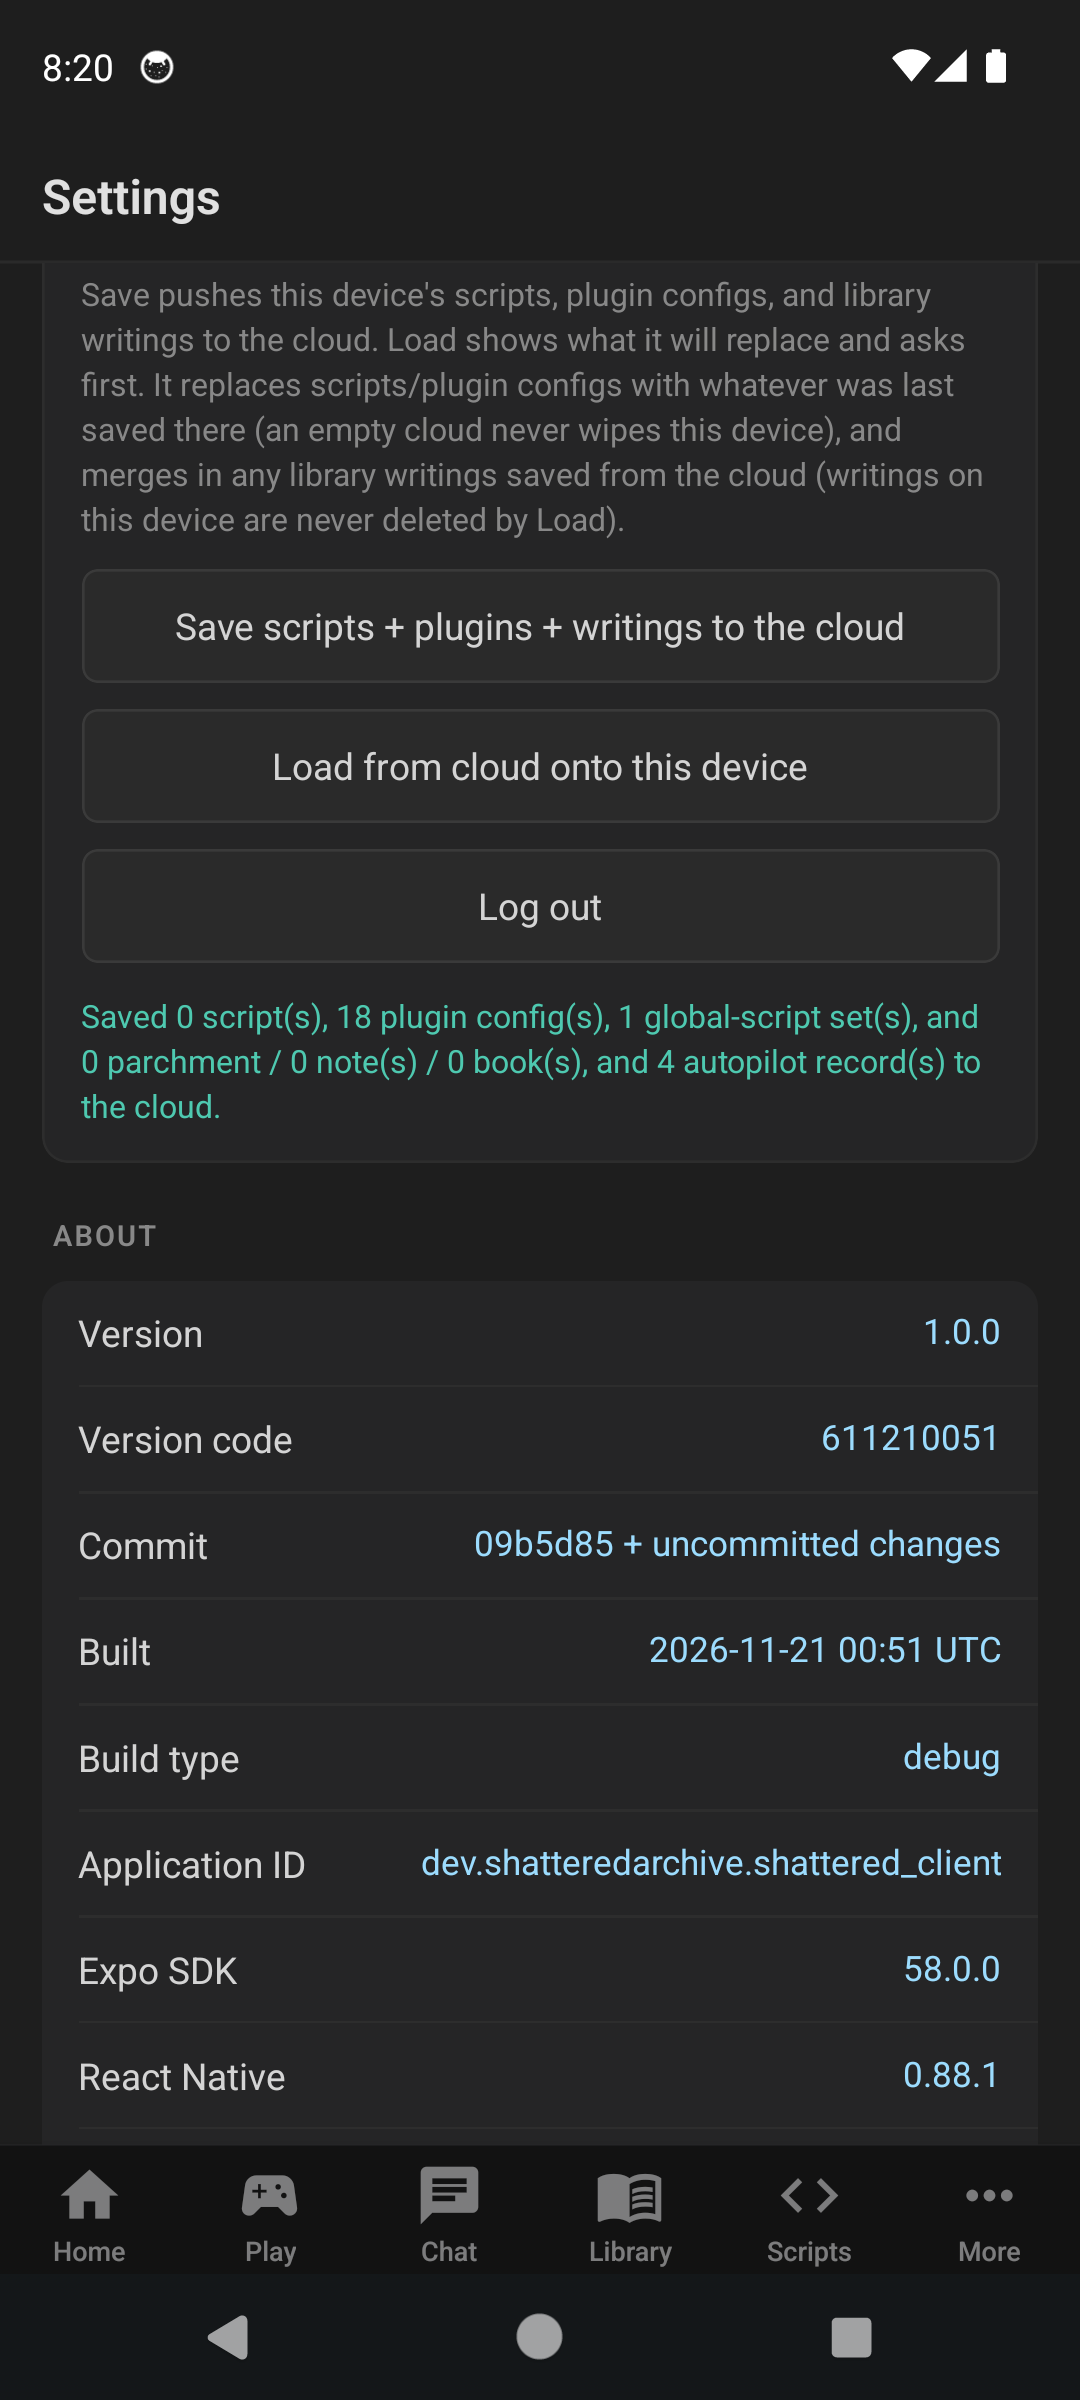 8:20
Settings
Save pushes this device's scripts, plugin configs, and library
writings to the cloud. Load shows what it will replace and asks
first. It replaces scripts/plugin configs with whatever was last
saved there (an empty cloud never wipes this device), and
merges in any library writings saved from the cloud (writings on
this device are never deleted by Load).
Save scripts + plugins + writings to the cloud
Load from cloud onto this device
Log out
Saved 0 script(s), 18 plugin config(s), 1 global-script set(s), and
0 parchment / 0 note(s) / 0 book(s), and 4 autopilot record(s) to
the cloud.
ABOUT
Version 1.0.0
Version code 611210051
Commit 09b5d85 + uncommitted changes
Built 2026-11-21 00:51 UTC
Build type debug
Application ID dev.shatteredarchive.shattered_client
Expo SDK 58.0.0
React Native 0.88.1
Home Play Chat Library Scripts More